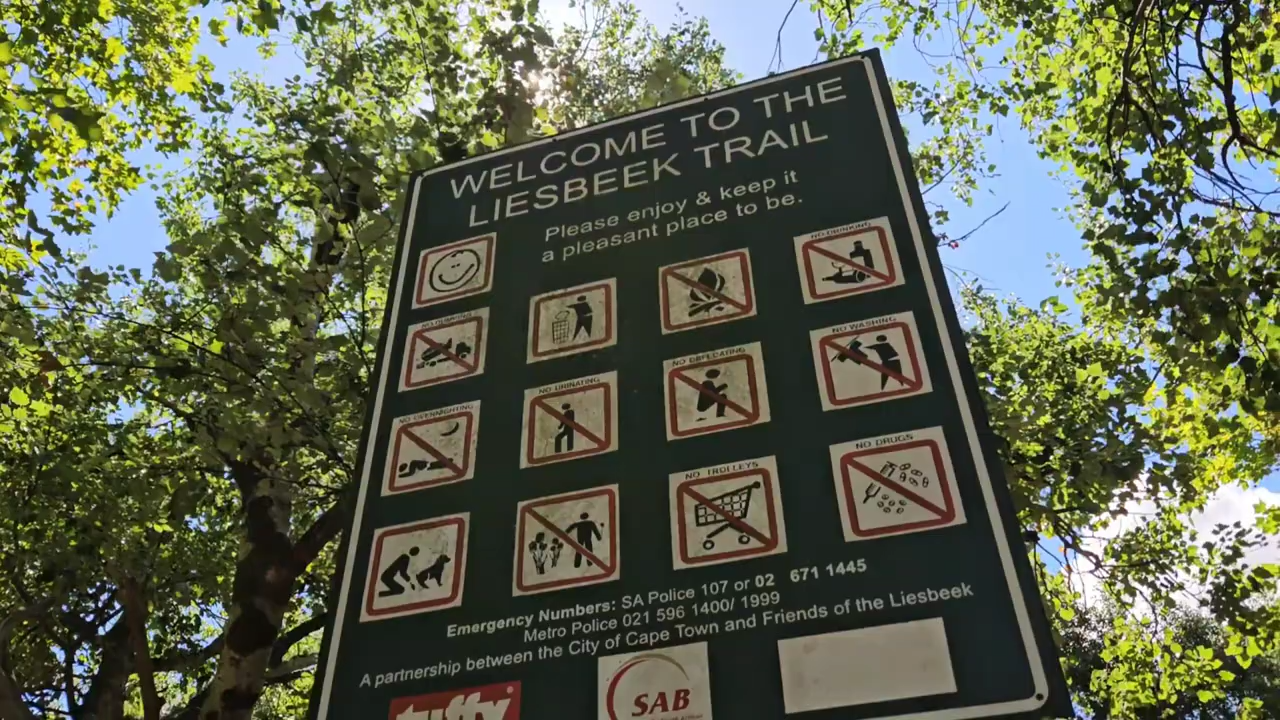 WELCOME TO THE
LIESBEEK TRAIL
Please enjoy & keep it
a pleasant place to be.
NO DRINKING
NO WASHING
NO DEFECATING
NO URINATING
NO OVERNIGHTING
NO DRUGS
NO TROLLEYS
Emergency Numbers: SA Police 107 or 02 671 1445
Metro Police 021 596 1400/ 1999
A partnership between the City of Cape Town and Friends of the Liesbeek
tuffy
SAB